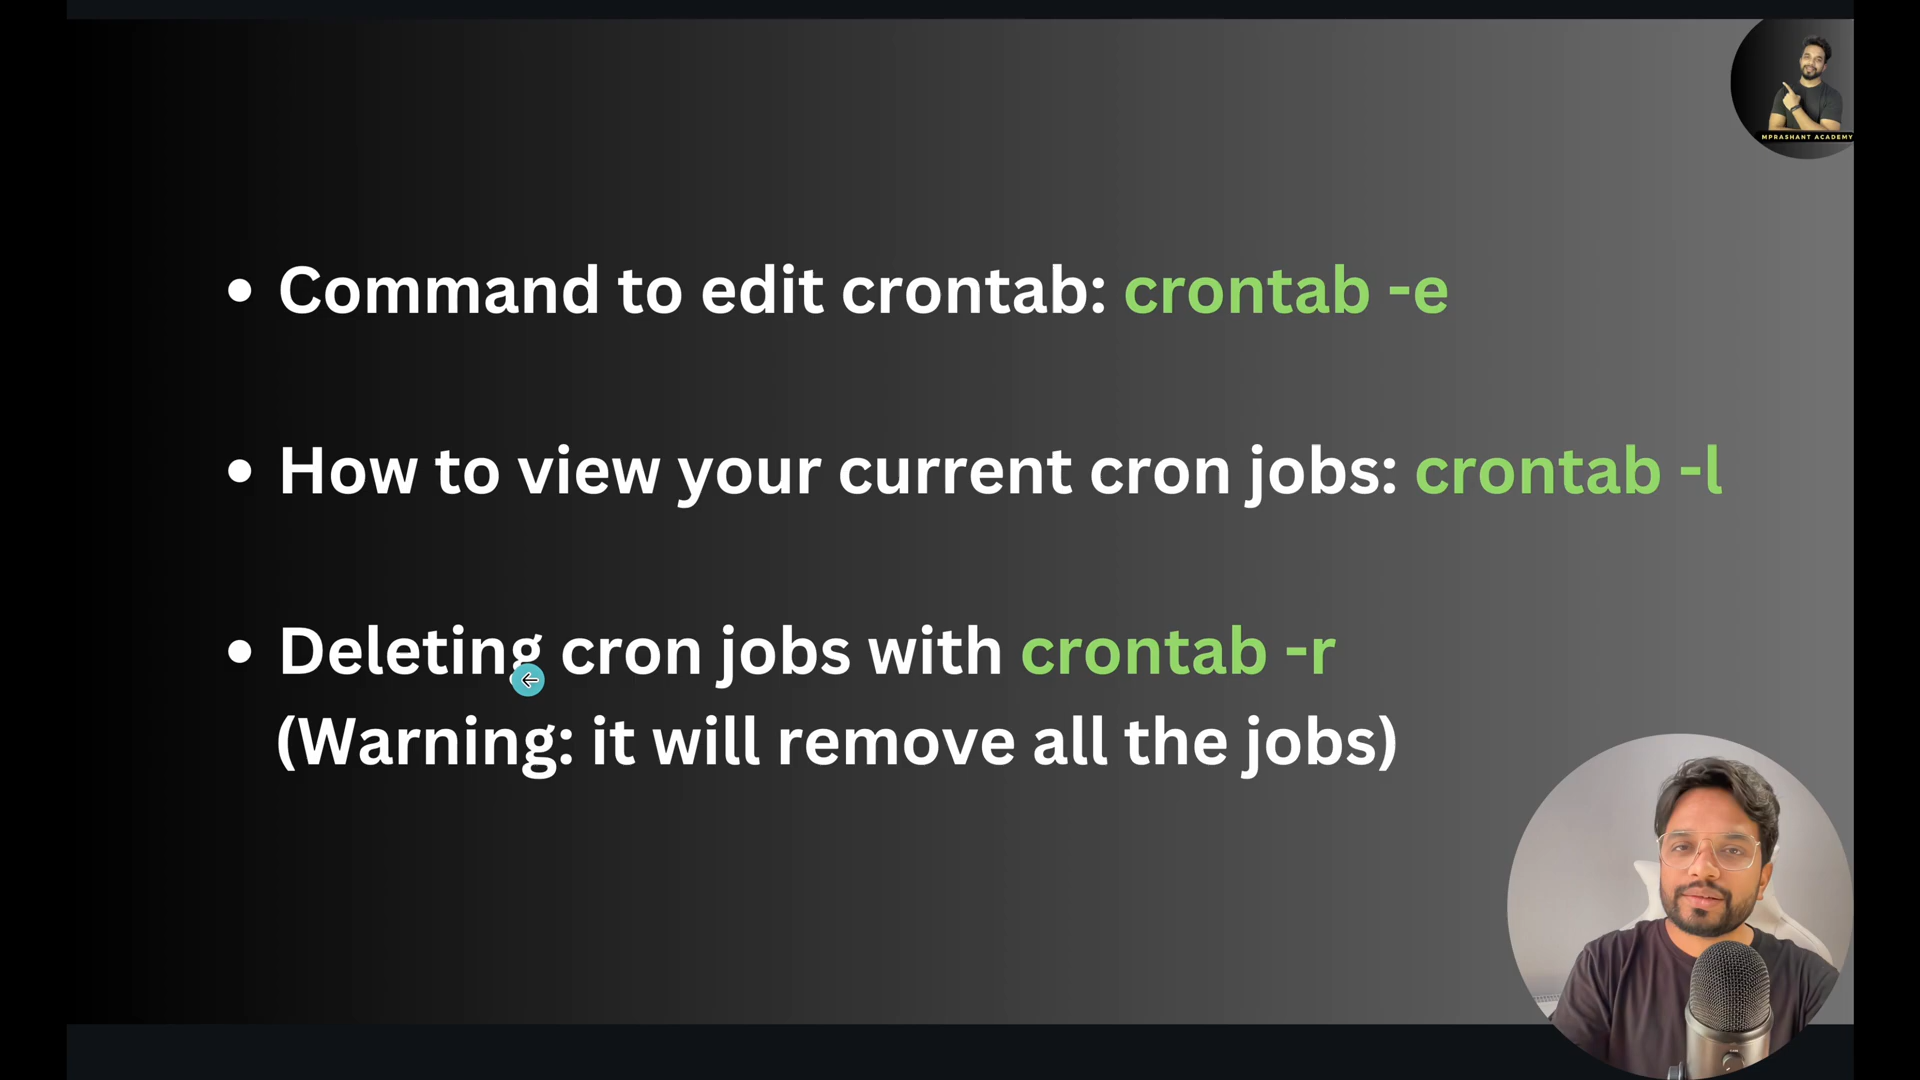 MPRASHANT ACADEMY
• Command to edit crontab: crontab -e
• How to view your current cron jobs: crontab -l
• Deleting cron jobs with crontab -r
(Warning: it will remove all the jobs)